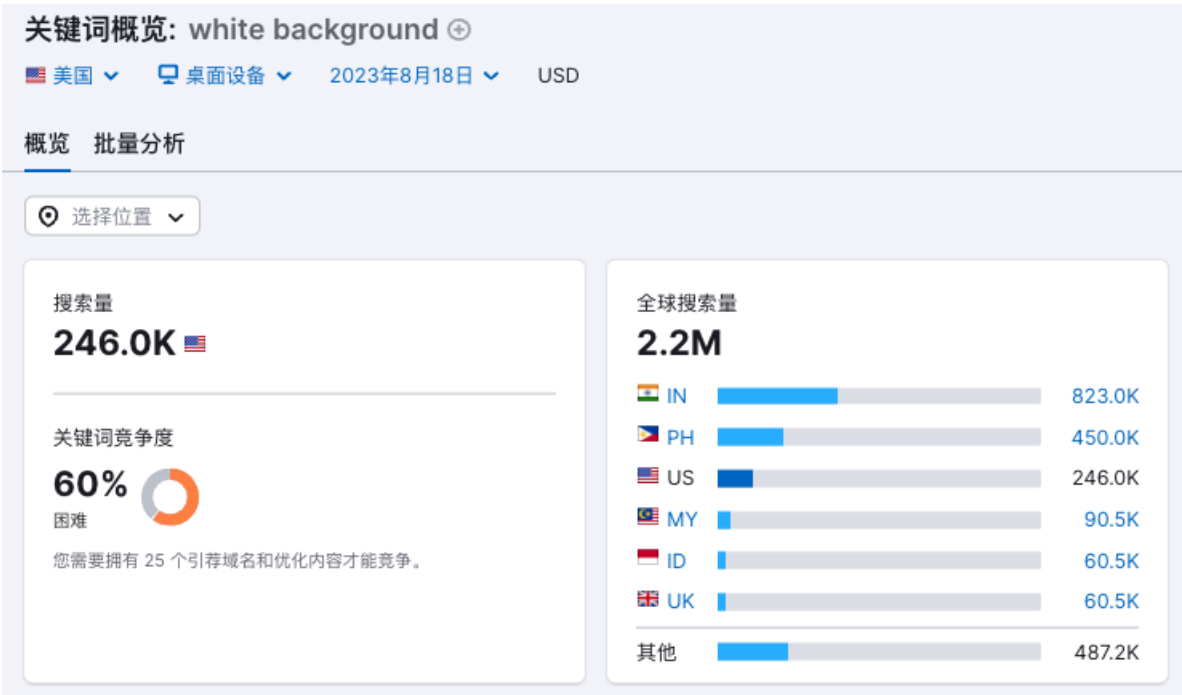 关键词概览: white background
美国 桌面设备 2023年8月18日 USD
概览 批量分析
选择位置
搜索量
246.0K
关键词竞争度
60%
困难
您需要拥有 25 个引荐域名和优化内容才能竞争。
全球搜索量
2.2M
IN 823.0K
PH 450.0K
US 246.0K
MY 90.5K
ID 60.5K
UK 60.5K
其他 487.2K